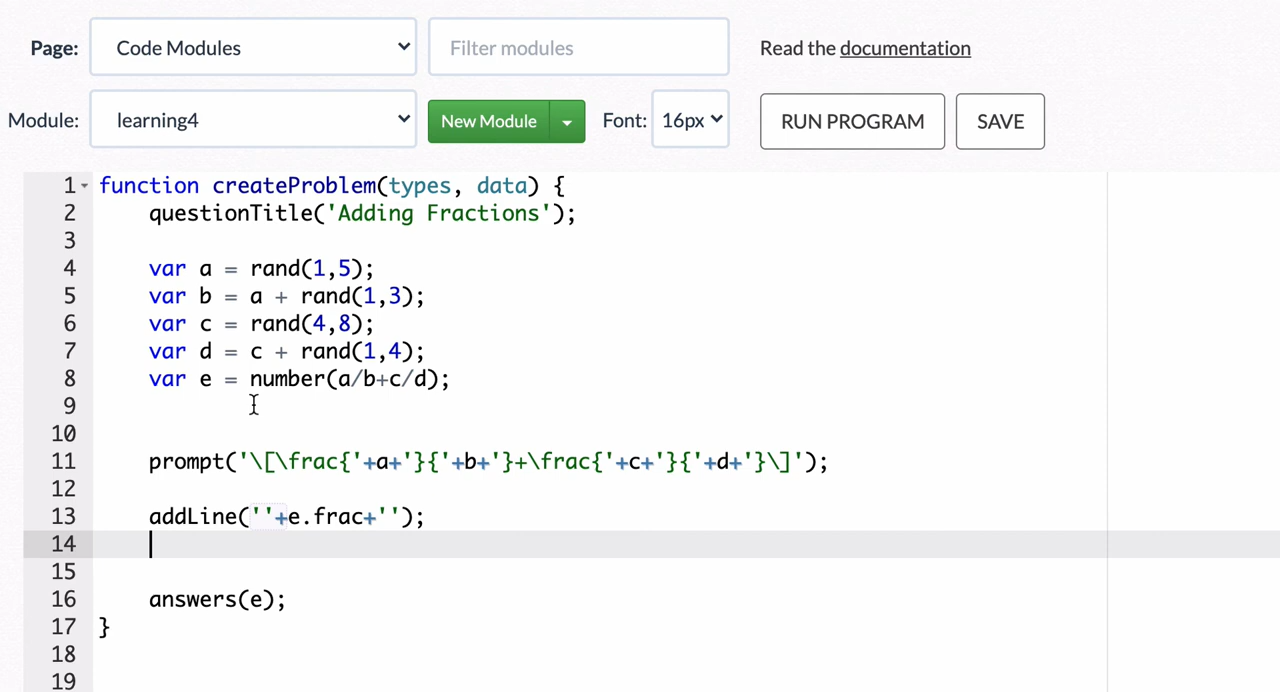 Page: Code Modules Filter modules Read the documentation
Module: learning4 New Module Font: 16px RUN PROGRAM SAVE
1 function createProblem(types, data) {
2 questionTitle('Adding Fractions');
3
4 var a = rand(1,5);
5 var b = a + rand(1,3);
6 var c = rand(4,8);
7 var d = c + rand(1,4);
8 var e = number(a/b+c/d);
9
10
11 prompt('\[\frac{'+a+'}{'+b+'}+\frac{'+c+'}{'+d+'}\]');
12
13 addLine(''+e.frac+'');
14
15
16 answers(e);
17 }
18
19